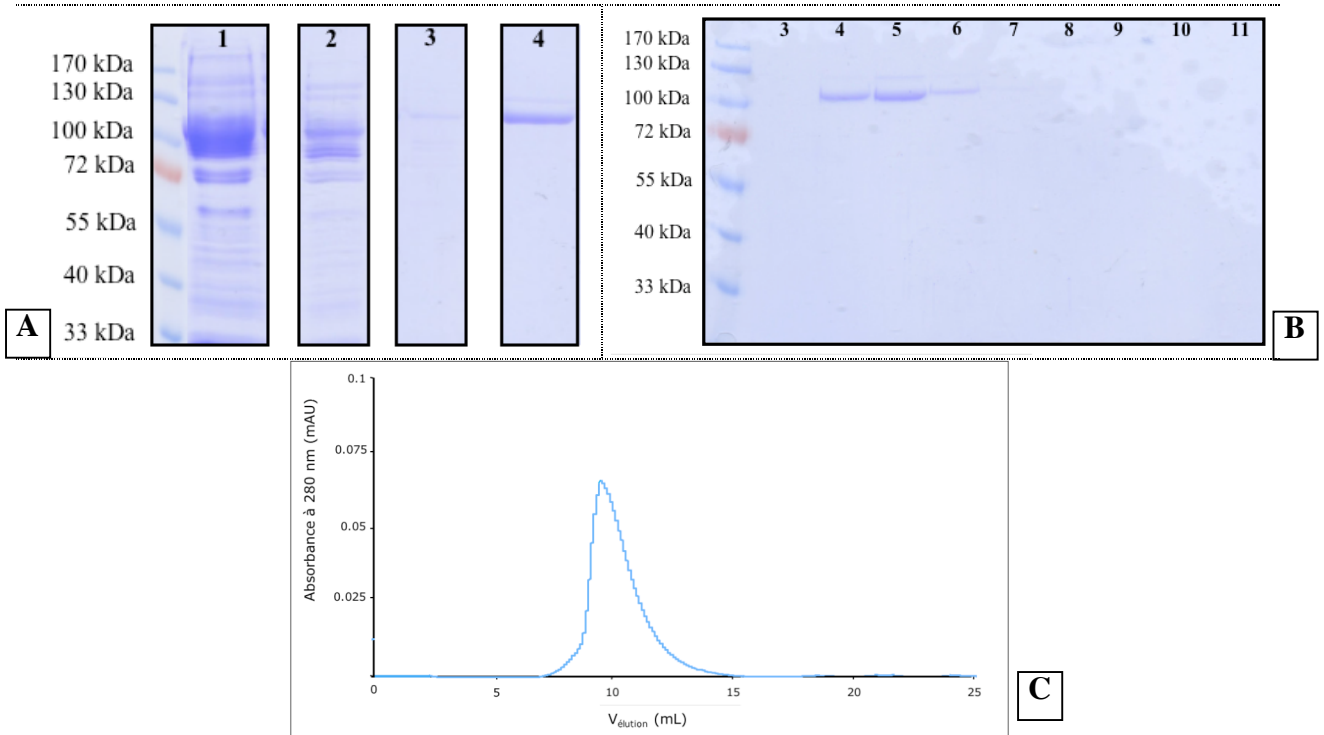 1
2
3
4
170 kDa
130 kDa
100 kDa
72 kDa
55 kDa
40 kDa
33 kDa
A
3 4 5 6 7 8 9 10 11
170 kDa
130 kDa
100 kDa
72 kDa
55 kDa
40 kDa
33 kDa
B
0.1
0.075
0.05
0.025
Absorbance à 280 nm (mAU)
0 5 10 15 20 25
Vélution (mL)
C